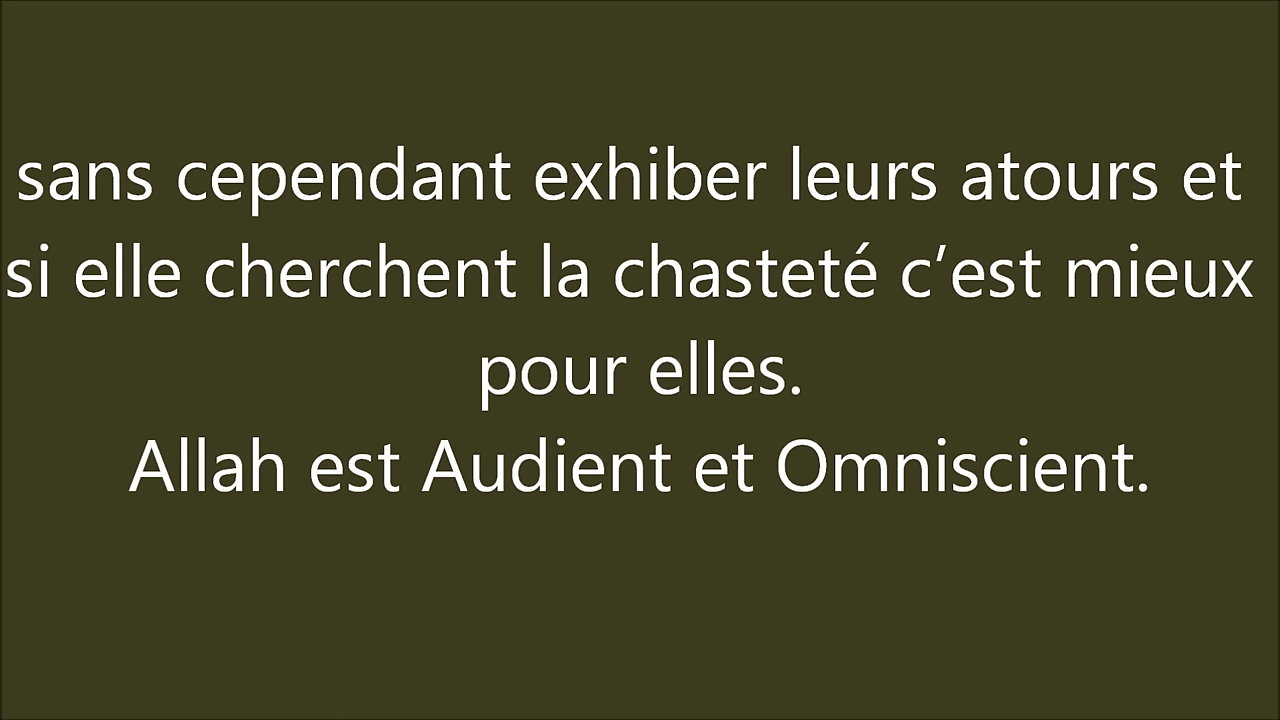 sans cependant exhiber leurs atours et
si elle cherchent la chasteté c’est mieux
pour elles.
Allah est Audient et Omniscient.